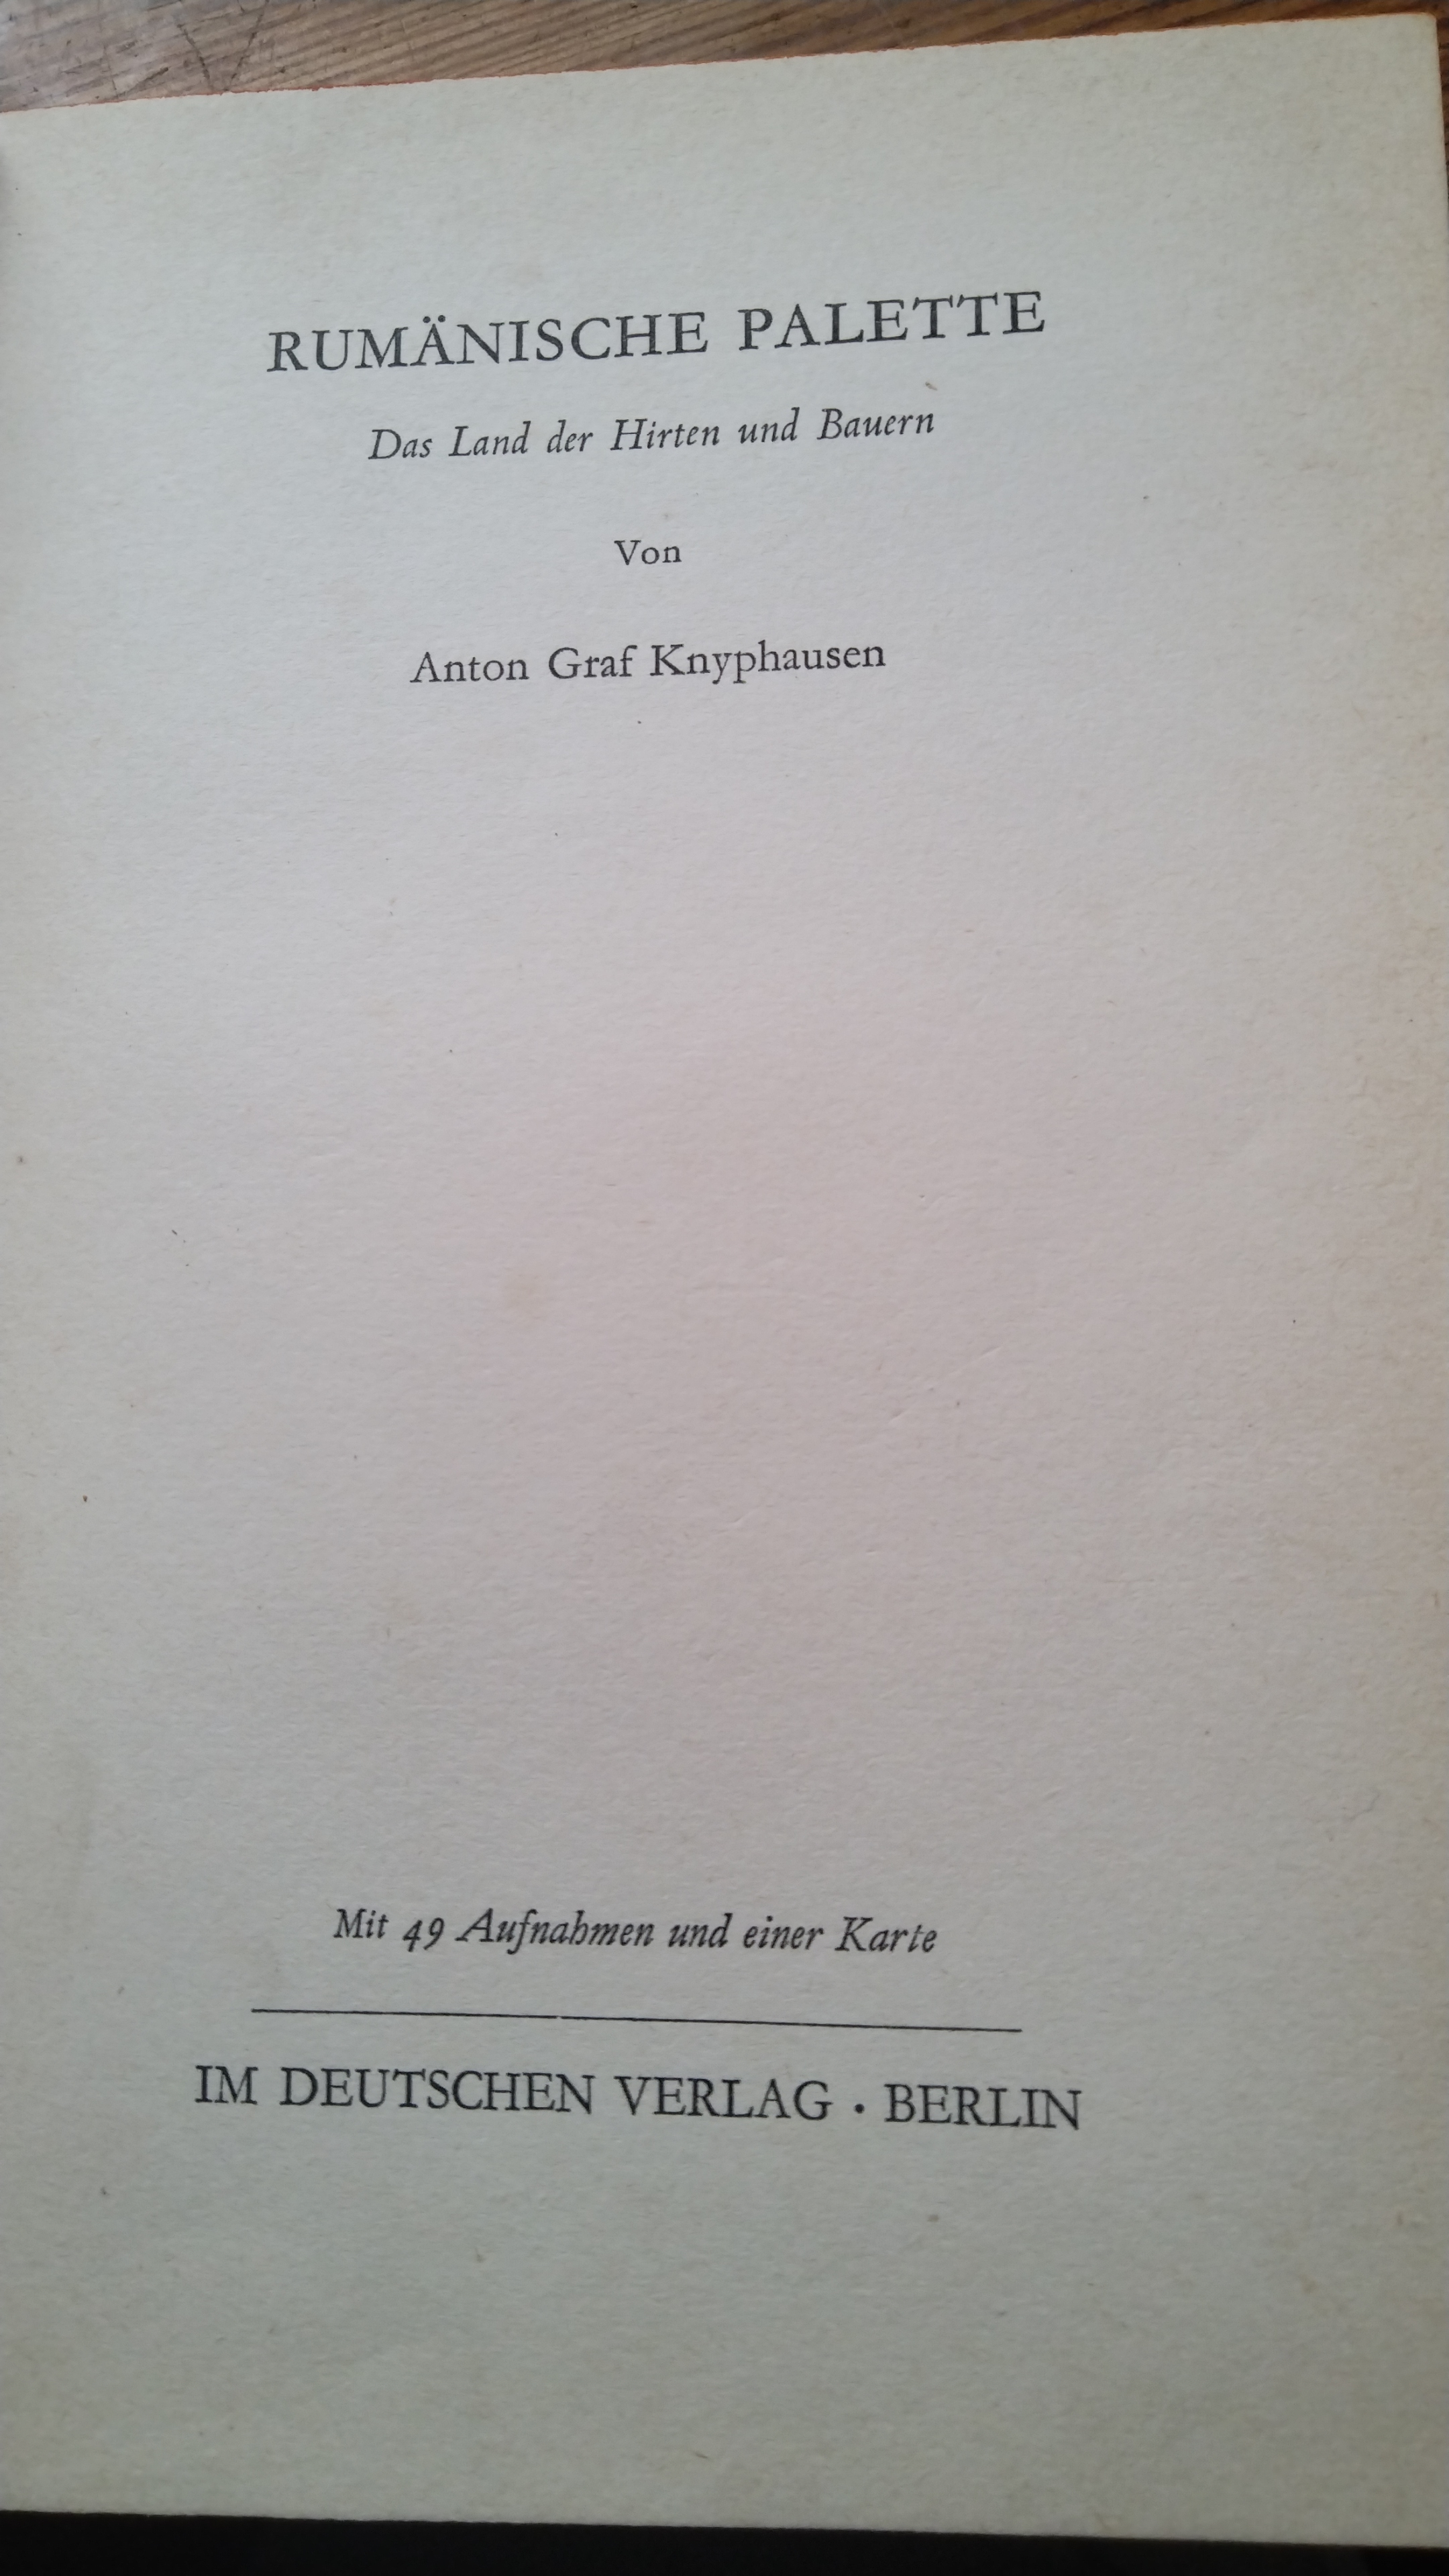 RUMÄNISCHE PALETTE
Das Land der Hirten und Bauern
Von
Anton Graf Knyphausen
Mit 49 Aufnahmen und einer Karte
IM DEUTSCHEN VERLAG · BERLIN